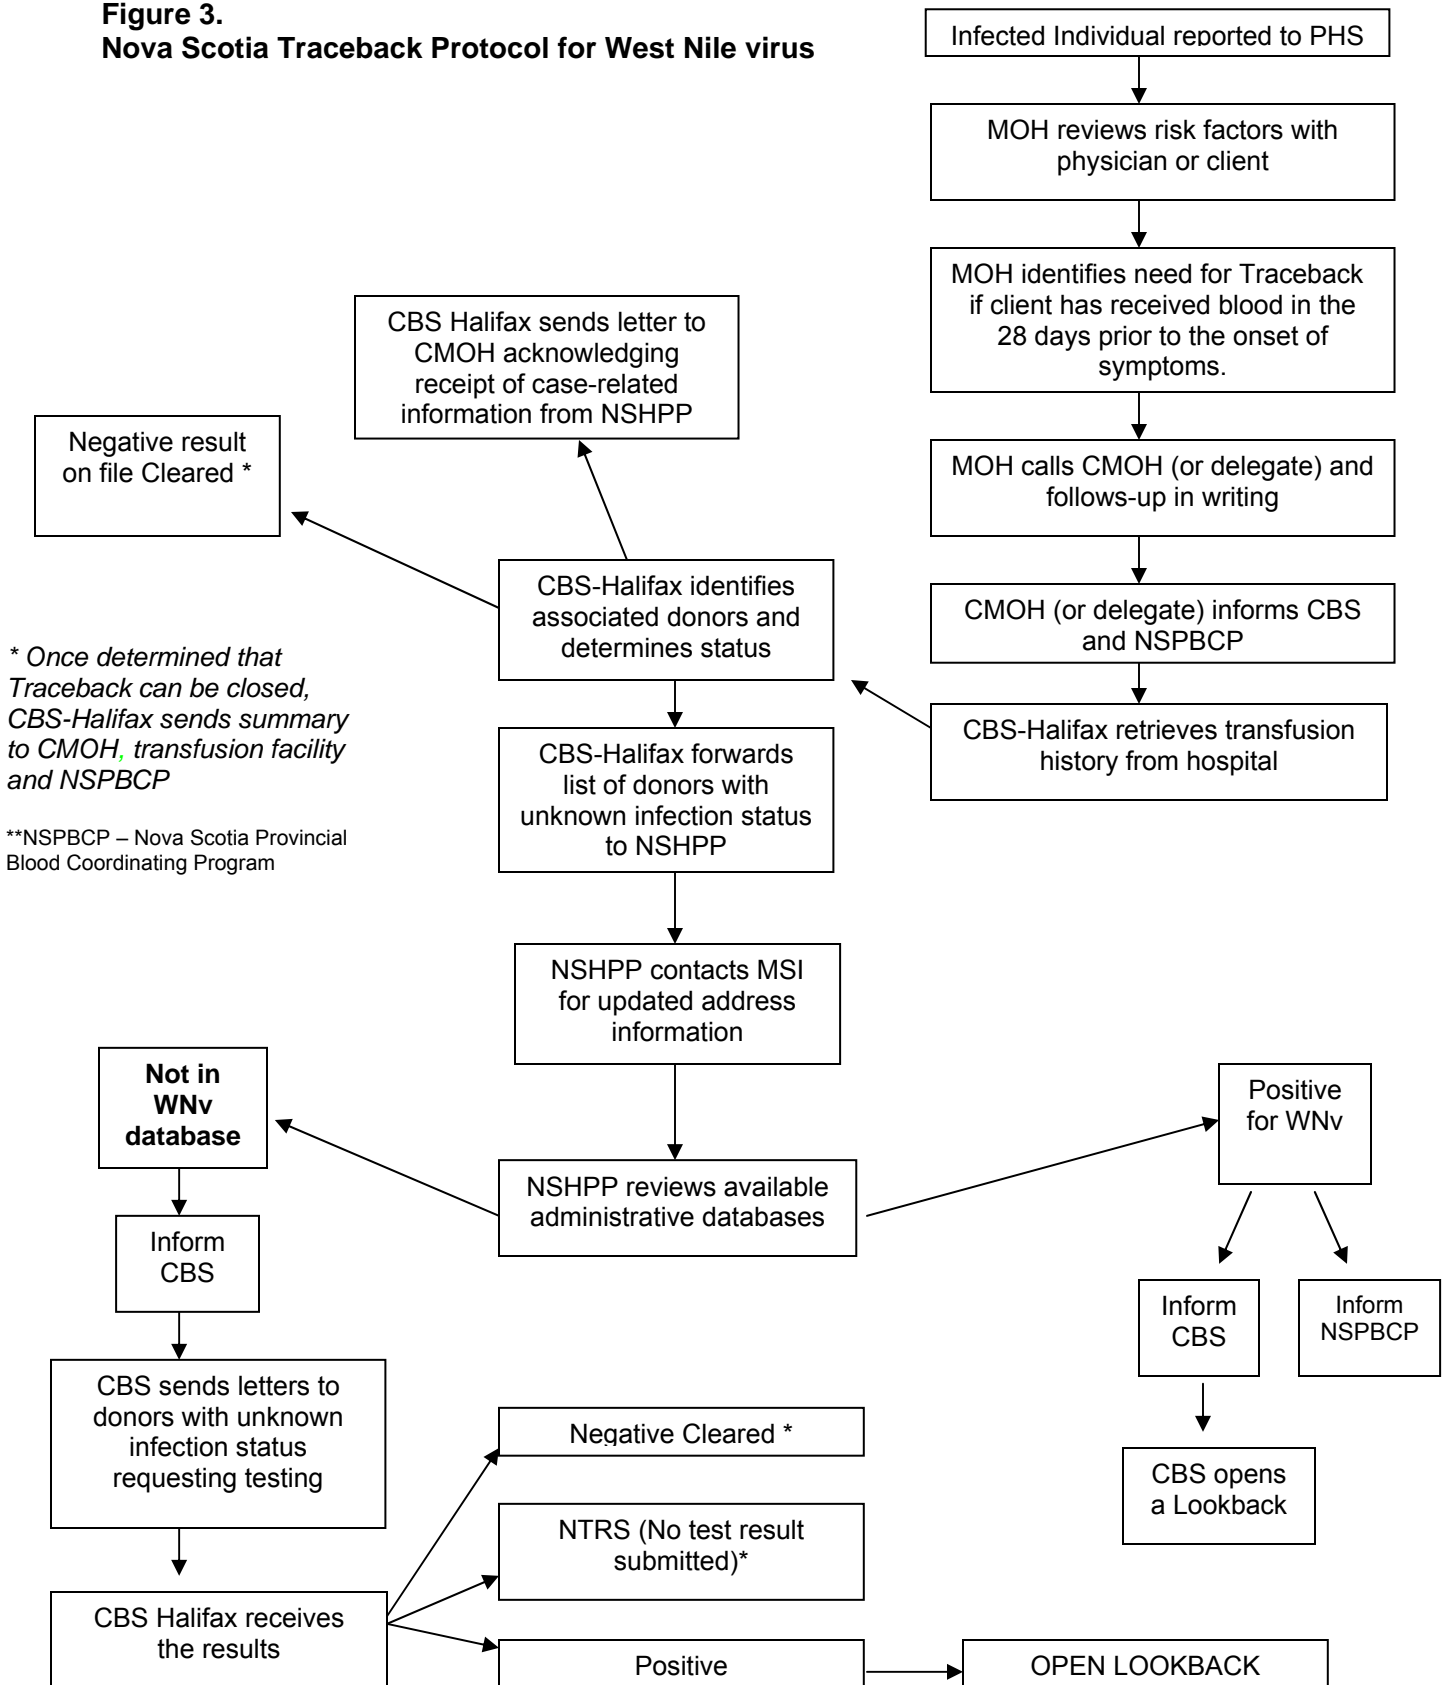 Figure 3.
Nova Scotia Traceback Protocol for West Nile virus
Infected Individual reported to PHS
MOH reviews risk factors with
physician or client
MOH identifies need for Traceback
if client has received blood in the
28 days prior to the onset of
symptoms.
MOH calls CMOH (or delegate) and
follows-up in writing
CMOH (or delegate) informs CBS
and NSPBCP
CBS-Halifax retrieves transfusion
history from hospital
CBS Halifax sends letter to
CMOH acknowledging
receipt of case-related
information from NSHPP
Negative result
on file Cleared *
CBS-Halifax identifies
associated donors and
determines status
* Once determined that
Traceback can be closed,
CBS-Halifax sends summary
to CMOH, transfusion facility
and NSPBCP
**NSPBCP – Nova Scotia Provincial
Blood Coordinating Program
CBS-Halifax forwards
list of donors with
unknown infection status
to NSHPP
NSHPP contacts MSI
for updated address
information
NSHPP reviews available
administrative databases
Not in
WNv
database
Inform
CBS
CBS sends letters to
donors with unknown
infection status
requesting testing
CBS Halifax receives
the results
Positive
for WNv
Inform
CBS
Inform
NSPBCP
CBS opens
a Lookback
Negative Cleared *
NTRS (No test result
submitted)*
Positive
OPEN LOOKBACK